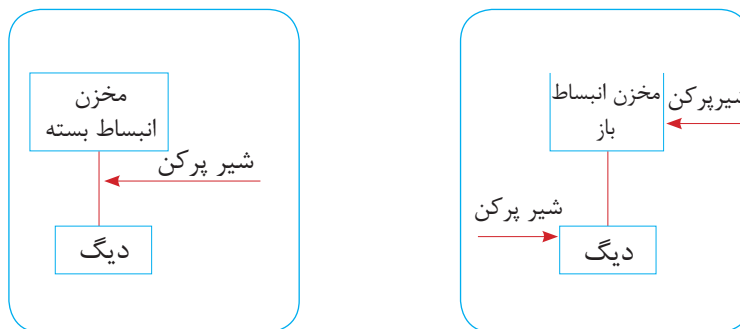 مخزن
انبساط بسته
شیر پرکن
دیگ
مخزن انبساط
باز
شیرپرکن
شیر پرکن
دیگ